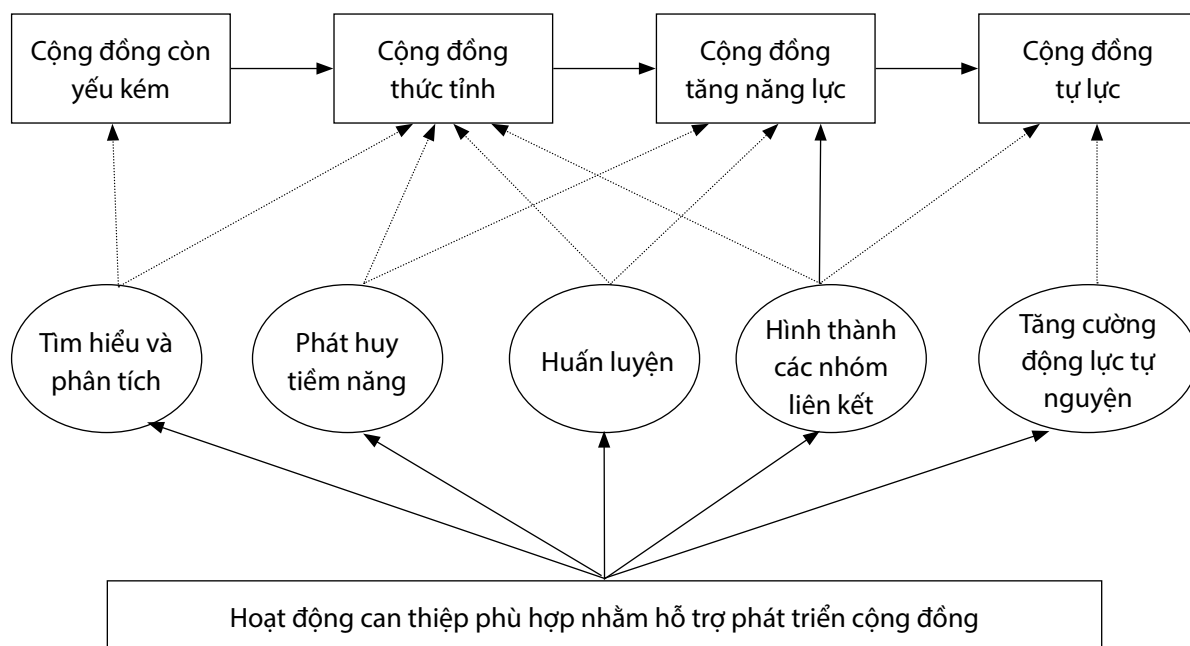 Cộng đồng còn
yếu kém
Cộng đồng
thức tỉnh
Cộng đồng
tăng năng lực
Cộng đồng
tự lực
Tìm hiểu và
phân tích
Phát huy
tiềm năng
Huấn luyện
Hình thành
các nhóm
liên kết
Tăng cường
động lực tự
nguyện
Hoạt động can thiệp phù hợp nhằm hỗ trợ phát triển cộng đồng